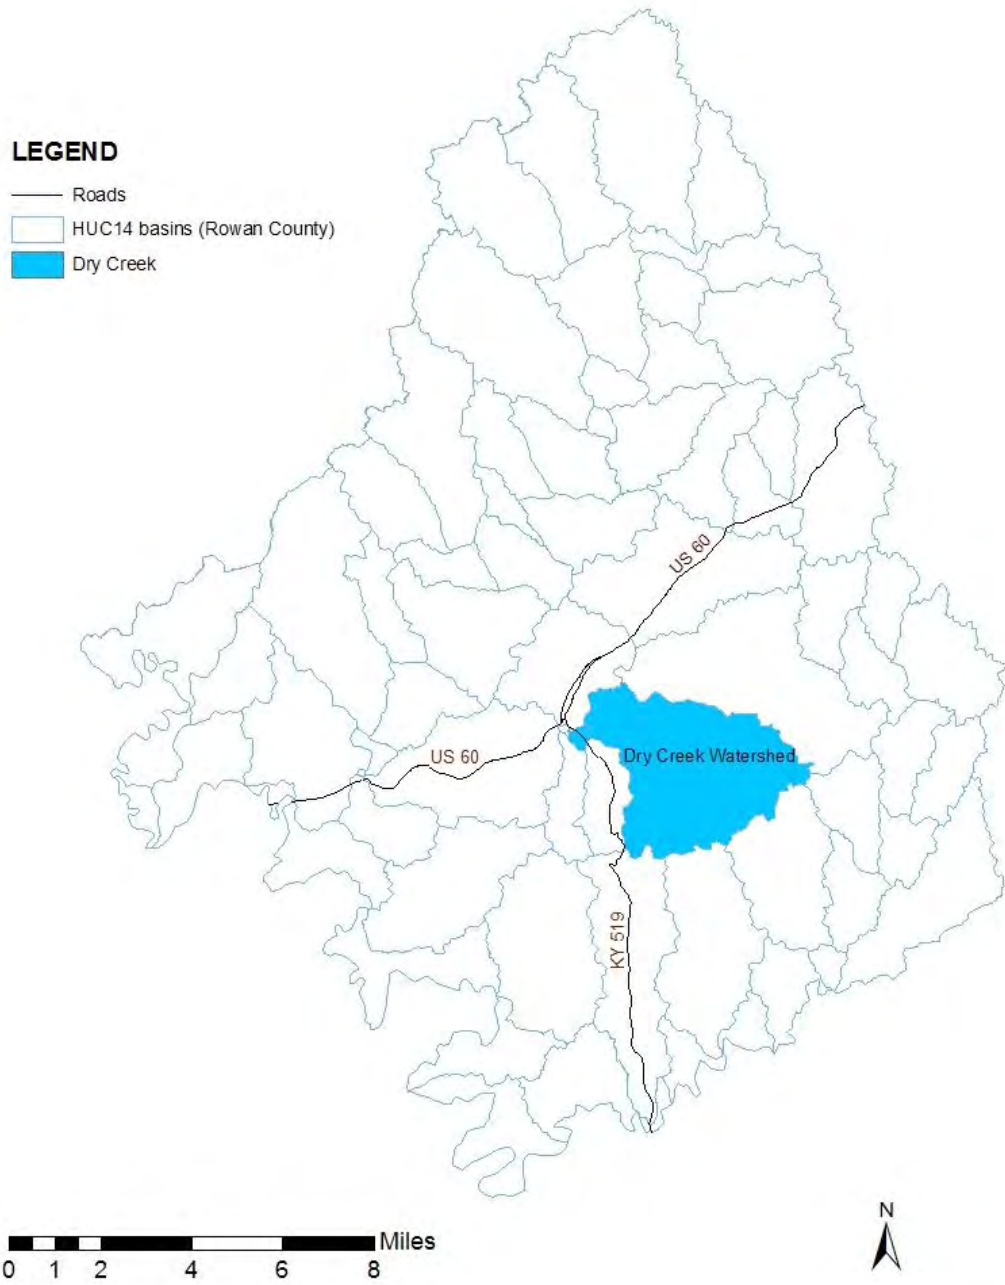 LEGEND
Roads
HUC14 basins (Rowan County)
Dry Creek
US 60
US 60
Dry Creek Watershed
KY 519
Miles
0 1 2 4 6 8
N